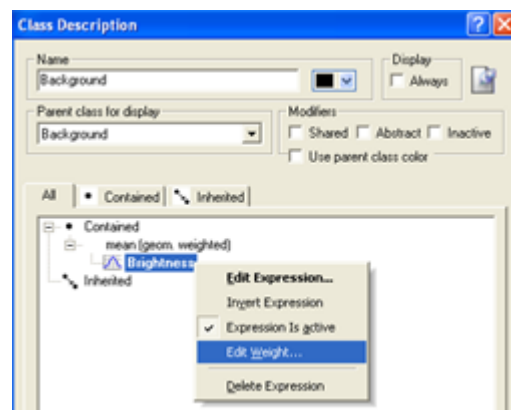 Class Description
Name
Background
Display
Always
Parent class for display
Background
Modifiers
Shared Abstract Inactive
Use parent class color
All Contained Inherited
Contained
mean (geom. weighted)
Brightness
Inherited
Edit Expression...
Invert Expression
Expression Is active
Edit Weight...
Delete Expression